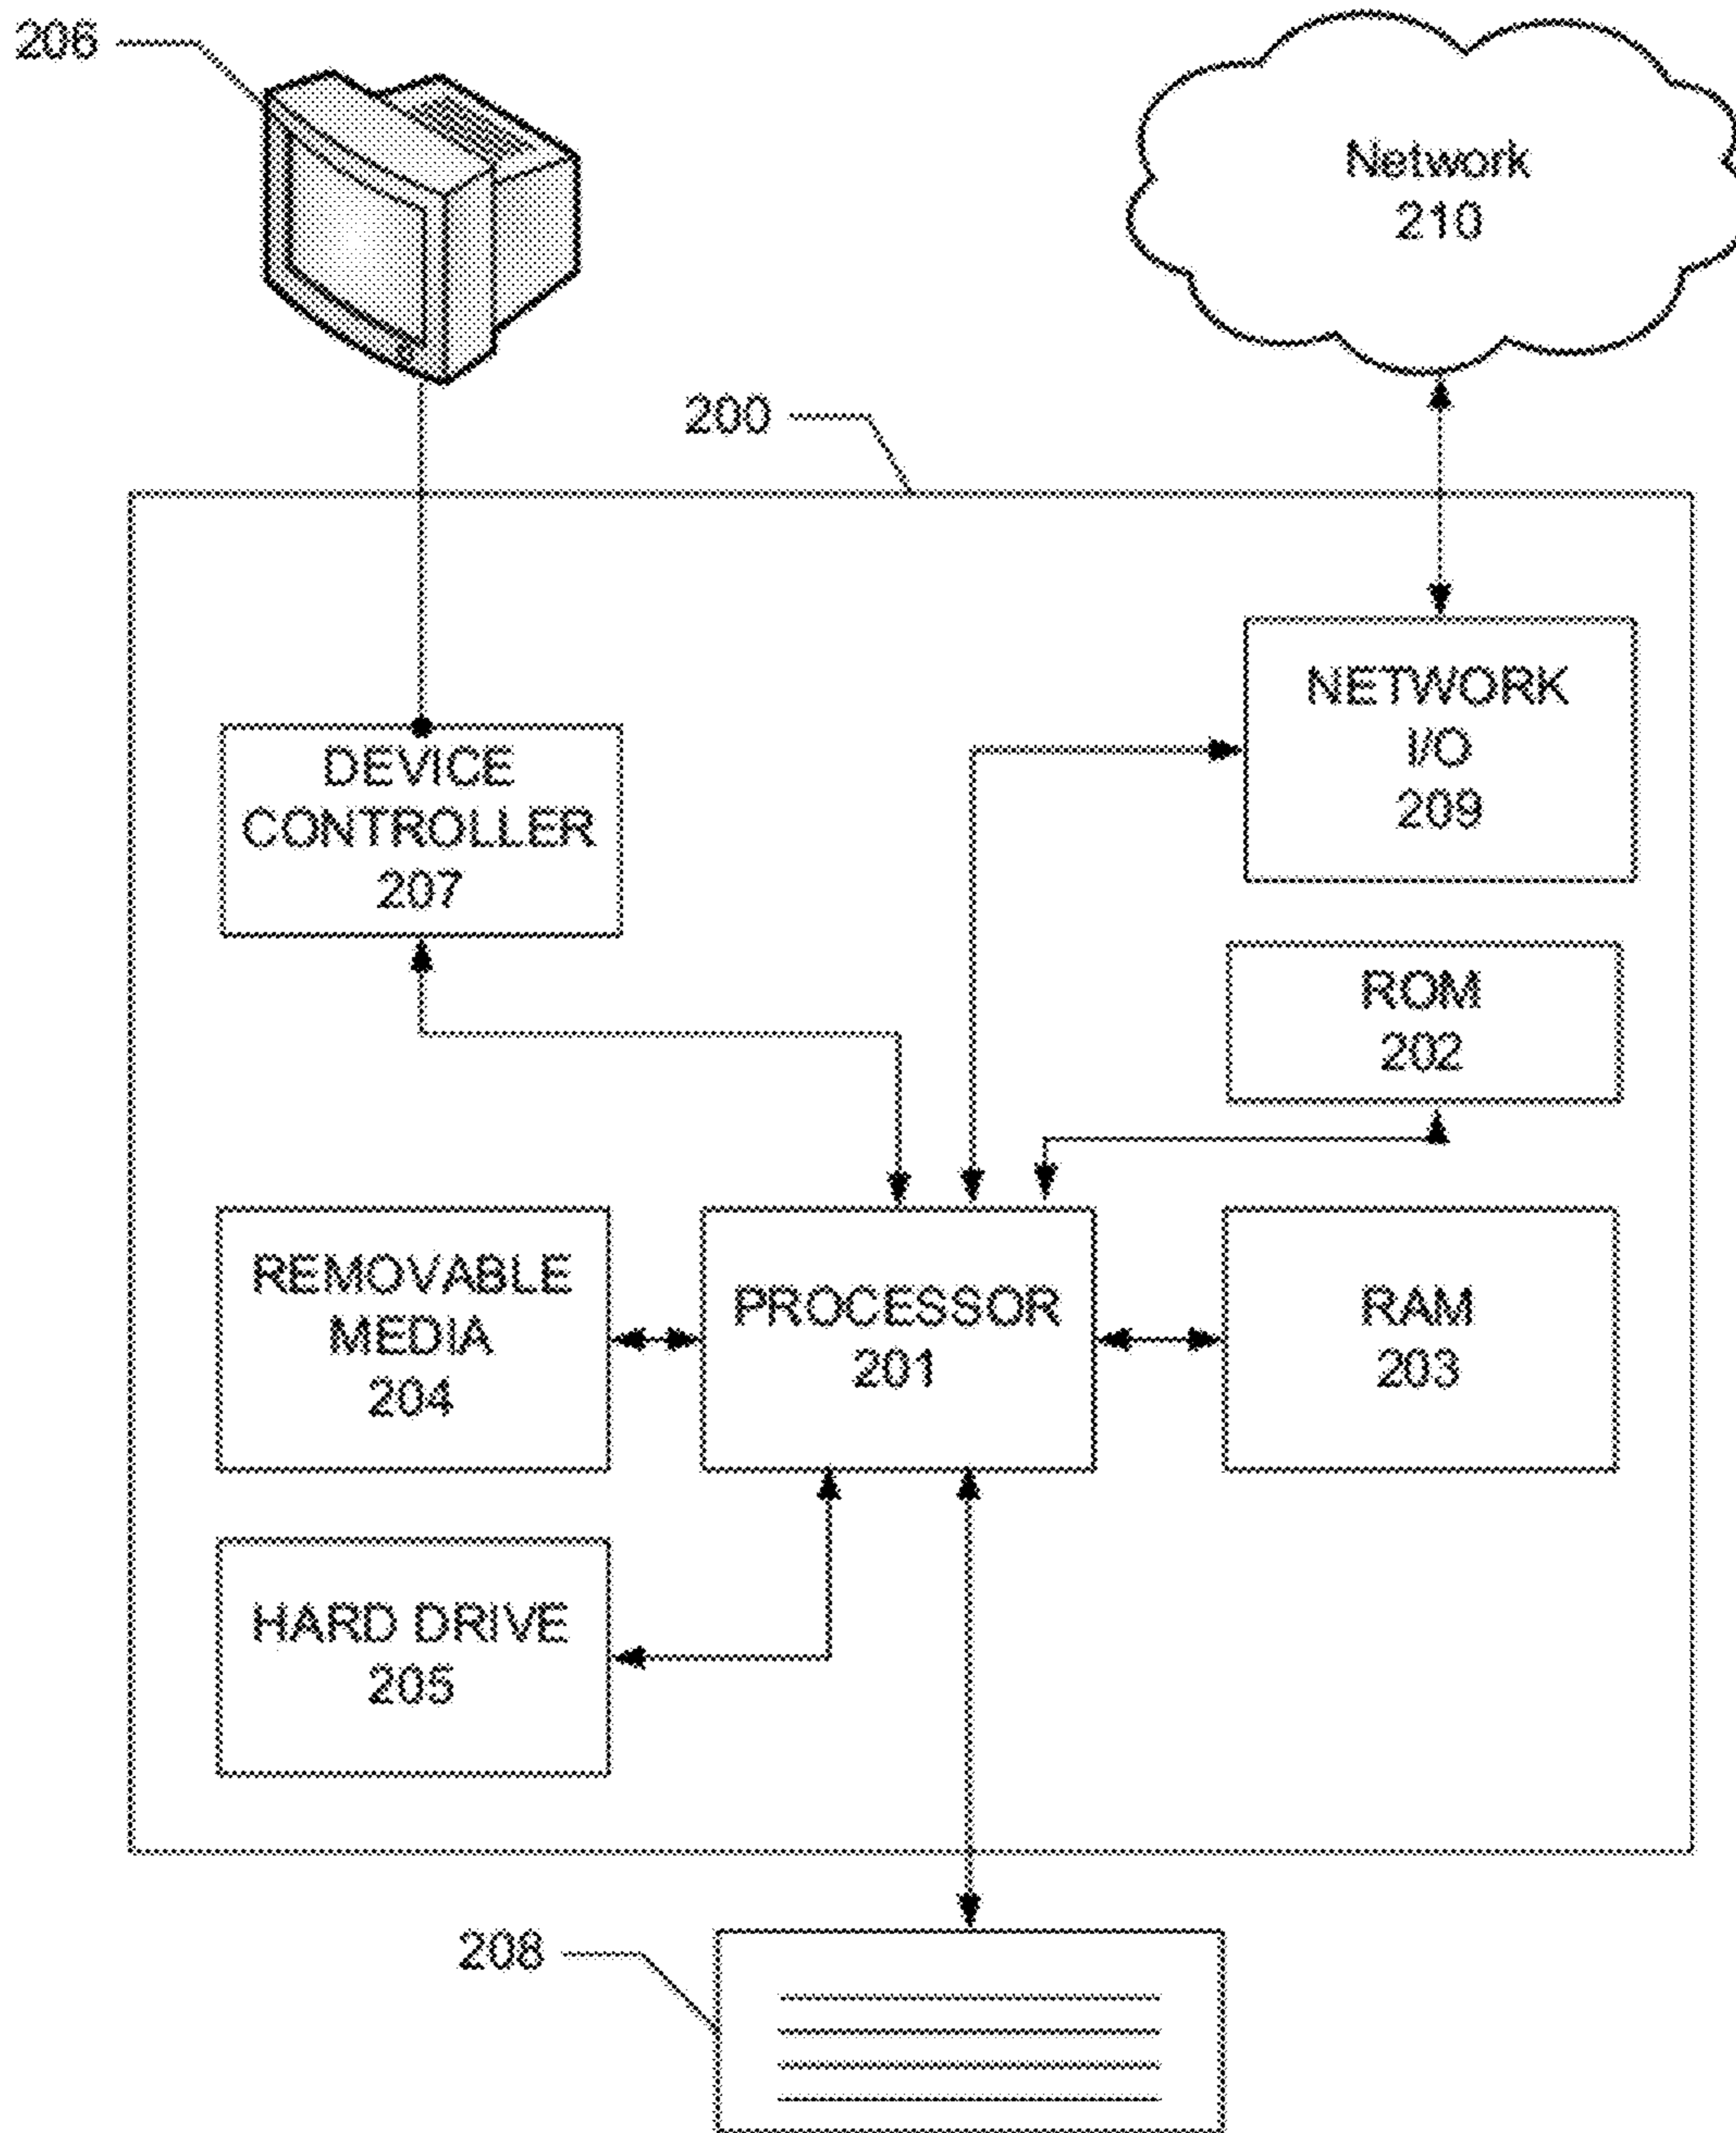 206
Network
210
200
NETWORK
I/O
209
DEVICE
CONTROLLER
207
ROM
202
REMOVABLE
MEDIA
204
PROCESSOR
201
RAM
203
HARD DRIVE
205
208